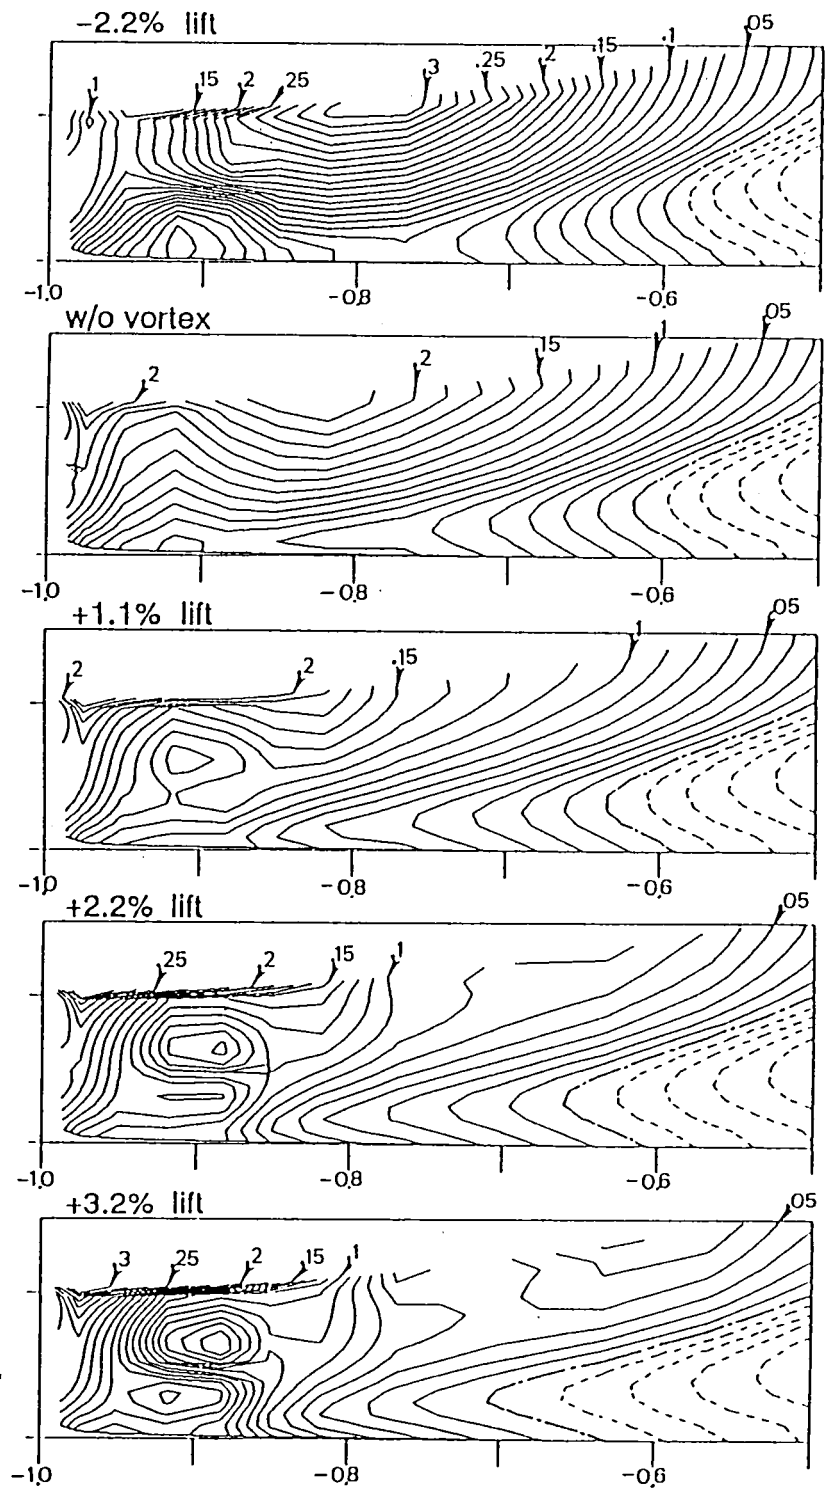 -2.2% lift
.05
.1
.15
.2
.25
.3
.1 .15 .2 .25
-1.0 -0.8 -0.6
w/o vortex
.05
.1
.15
.2 .2
-1.0 -0.8 -0.6
+1.1% lift
.05
.1
.2 .2 .15
-1.0 -0.8 -0.6
+2.2% lift
.05
.25 .2 .15 .1
-1.0 -0.8 -0.6
+3.2% lift
.05
.3 .25 .2 .15 .1
-1.0 -0.8 -0.6